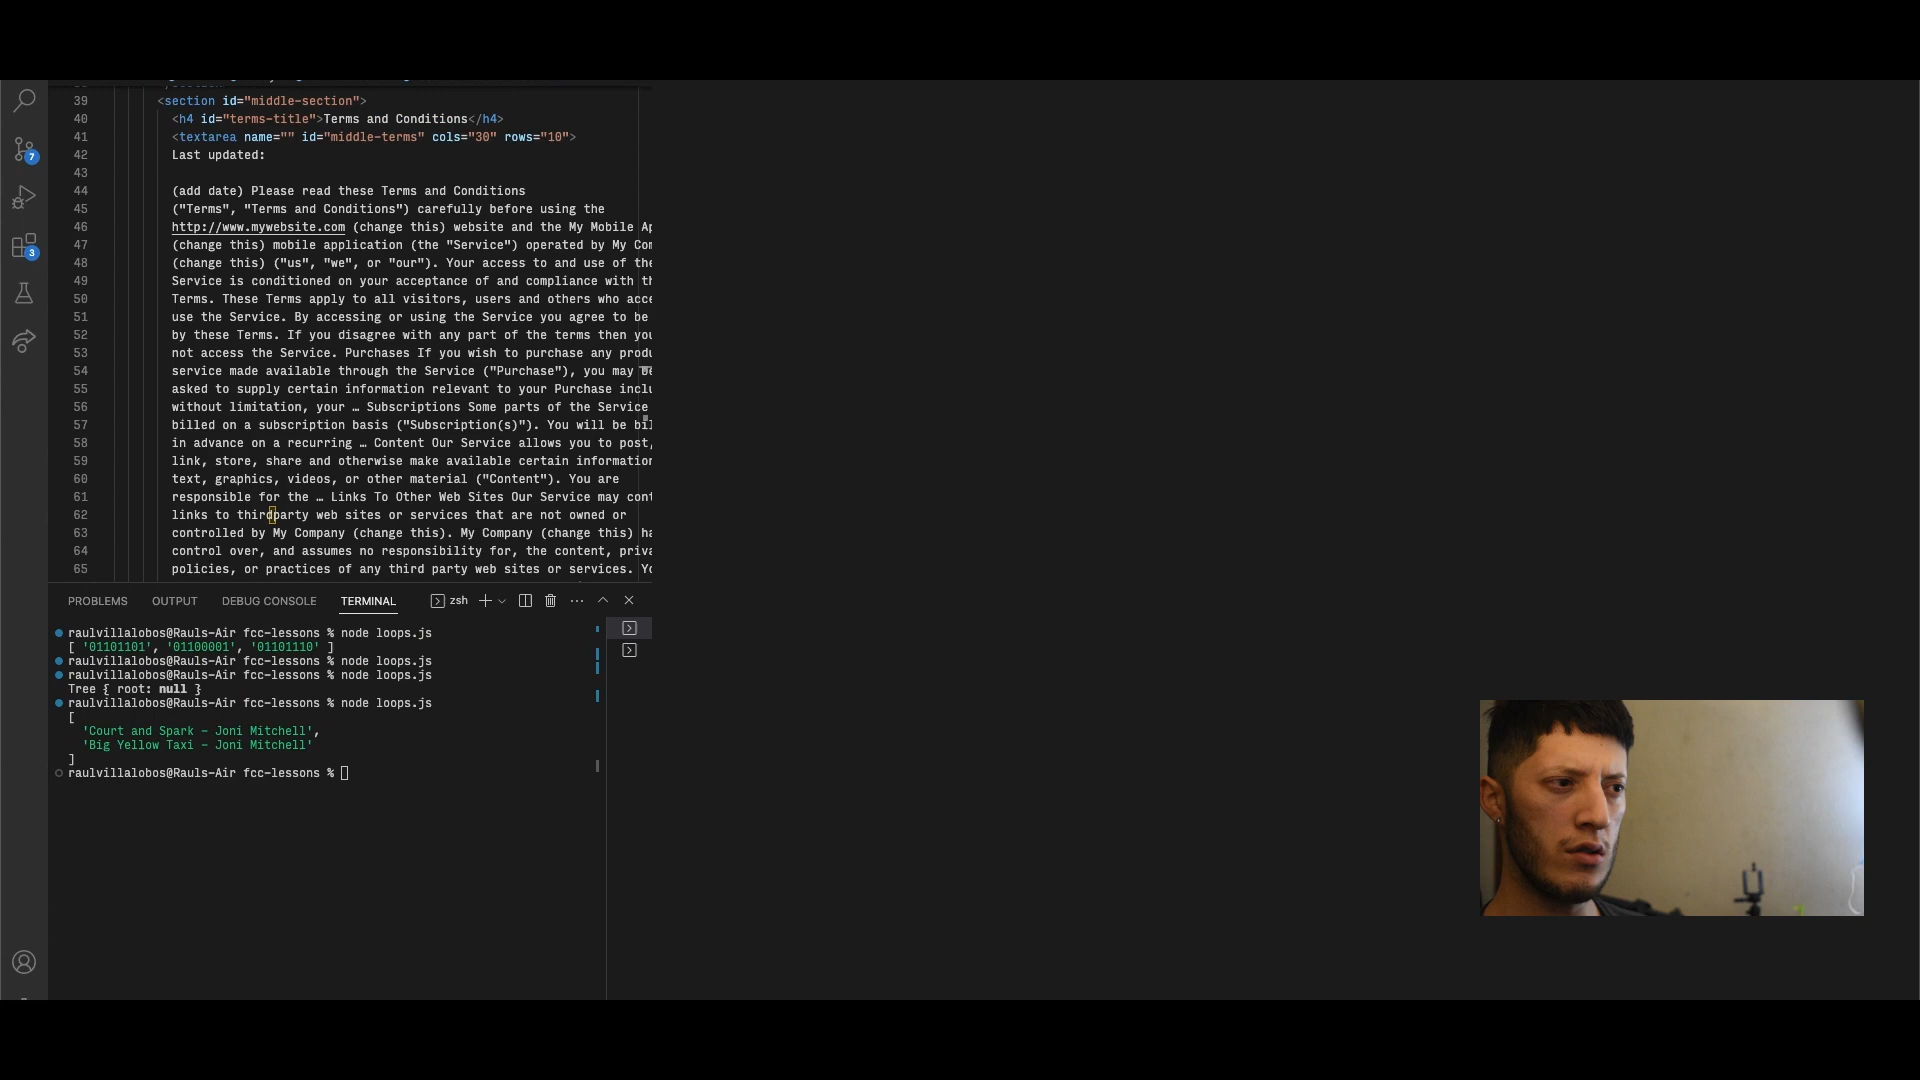 39 <section id="middle-section">
40 <h4 id="terms-title">Terms and Conditions</h4>
41 <textarea name="" id="middle-terms" cols="30" rows="10">
42 Last updated:
43
44 (add date) Please read these Terms and Conditions
45 ("Terms", "Terms and Conditions") carefully before using the
46 http://www.mywebsite.com (change this) website and the My Mobile Ap
47 (change this) mobile application (the "Service") operated by My Com
48 (change this) ("us", "we", or "our"). Your access to and use of the
49 Service is conditioned on your acceptance of and compliance with th
50 Terms. These Terms apply to all visitors, users and others who acce
51 use the Service. By accessing or using the Service you agree to be
52 by these Terms. If you disagree with any part of the terms then you
53 not access the Service. Purchases If you wish to purchase any produ
54 service made available through the Service ("Purchase"), you may be
55 asked to supply certain information relevant to your Purchase inclu
56 without limitation, your … Subscriptions Some parts of the Service
57 billed on a subscription basis ("Subscription(s)"). You will be bil
58 in advance on a recurring … Content Our Service allows you to post,
59 link, store, share and otherwise make available certain information
60 text, graphics, videos, or other material ("Content"). You are
61 responsible for the … Links To Other Web Sites Our Service may cont
62 links to thirdparty web sites or services that are not owned or
63 controlled by My Company (change this). My Company (change this) ha
64 control over, and assumes no responsibility for, the content, priva
65 policies, or practices of any third party web sites or services. Yo
7
3
PROBLEMS OUTPUT DEBUG CONSOLE TERMINAL zsh
raulvillalobos@Rauls-Air fcc-lessons % node loops.js
[ '01101101', '01100001', '01101110' ]
raulvillalobos@Rauls-Air fcc-lessons % node loops.js
raulvillalobos@Rauls-Air fcc-lessons % node loops.js
Tree { root: null }
raulvillalobos@Rauls-Air fcc-lessons % node loops.js
[
'Court and Spark – Joni Mitchell',
'Big Yellow Taxi – Joni Mitchell'
]
raulvillalobos@Rauls-Air fcc-lessons %